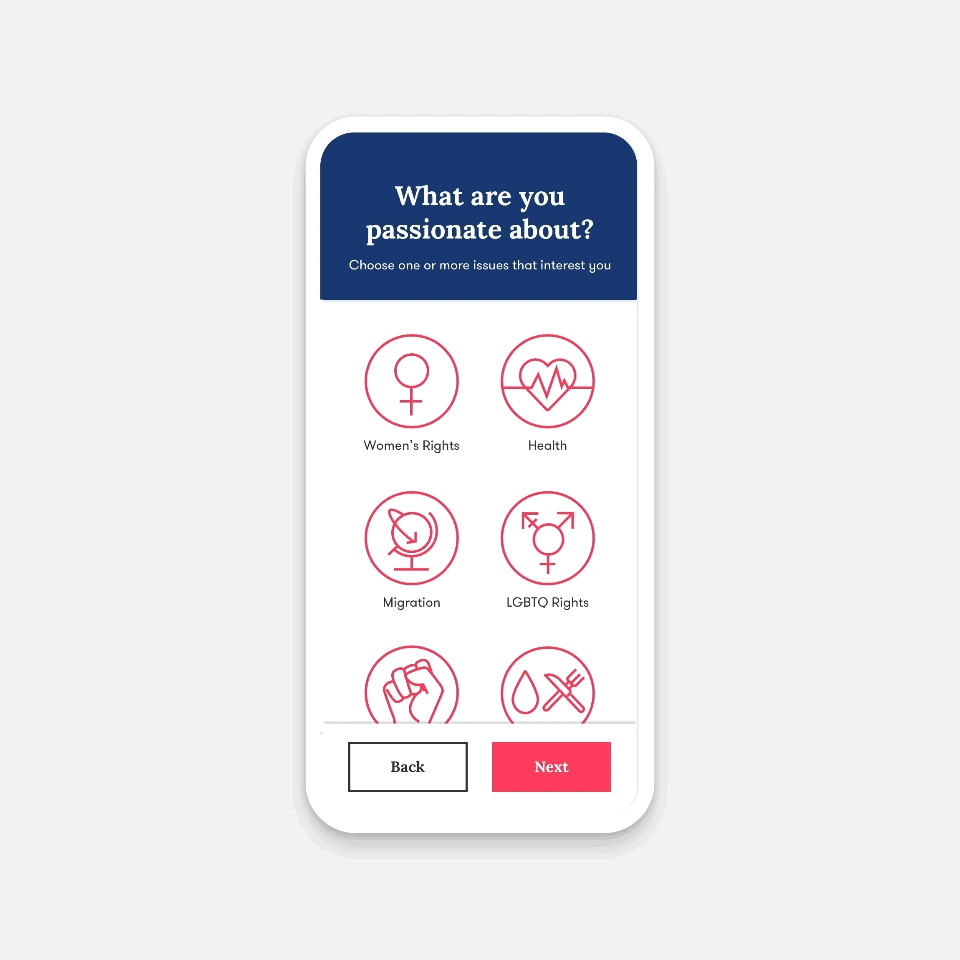 What are you
passionate about?
Choose one or more issues that interest you
Women's Rights
Health
Migration
LGBTQ Rights
Back
Next